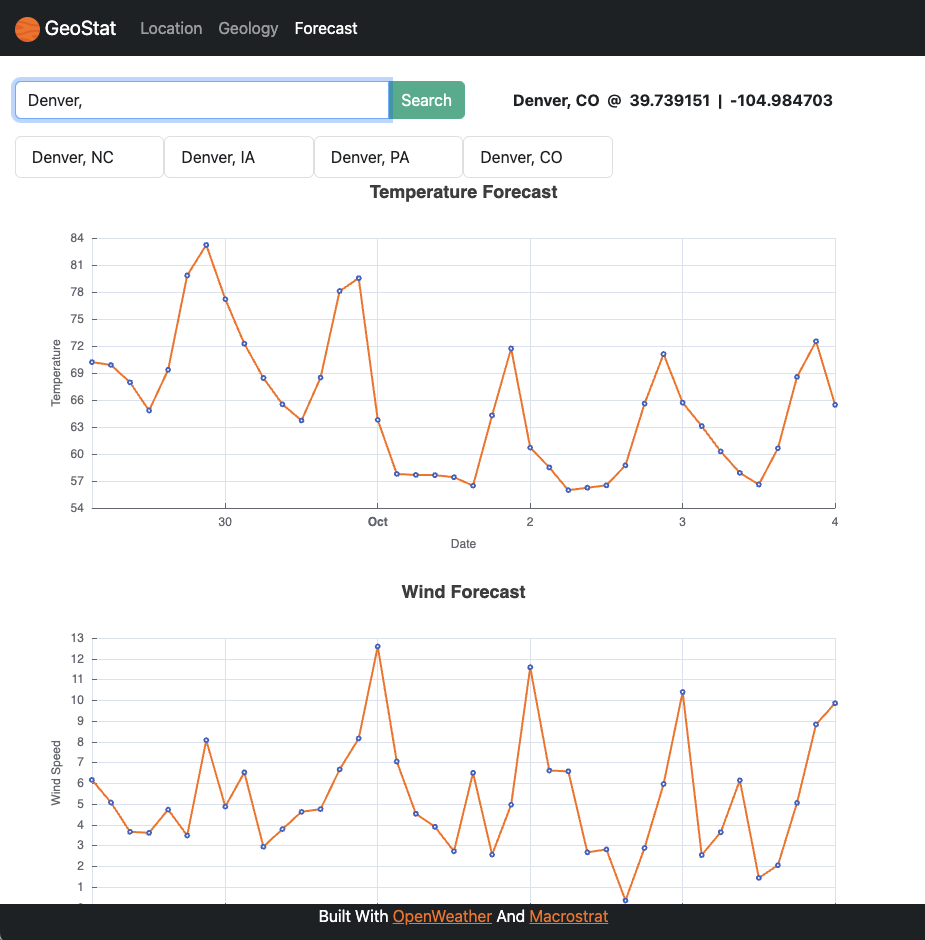 GeoStat Location Geology Forecast
Denver, Search Denver, CO @ 39.739151 | -104.984703
Denver, NC Denver, IA Denver, PA Denver, CO
Temperature Forecast
84
81
78
75
72
69
66
63
60
57
54
Temperature
30 Oct 2 3 4
Date
Wind Forecast
13
12
11
10
9
8
7
6
5
4
3
2
1
Wind Speed
Built With OpenWeather And Macrostrat